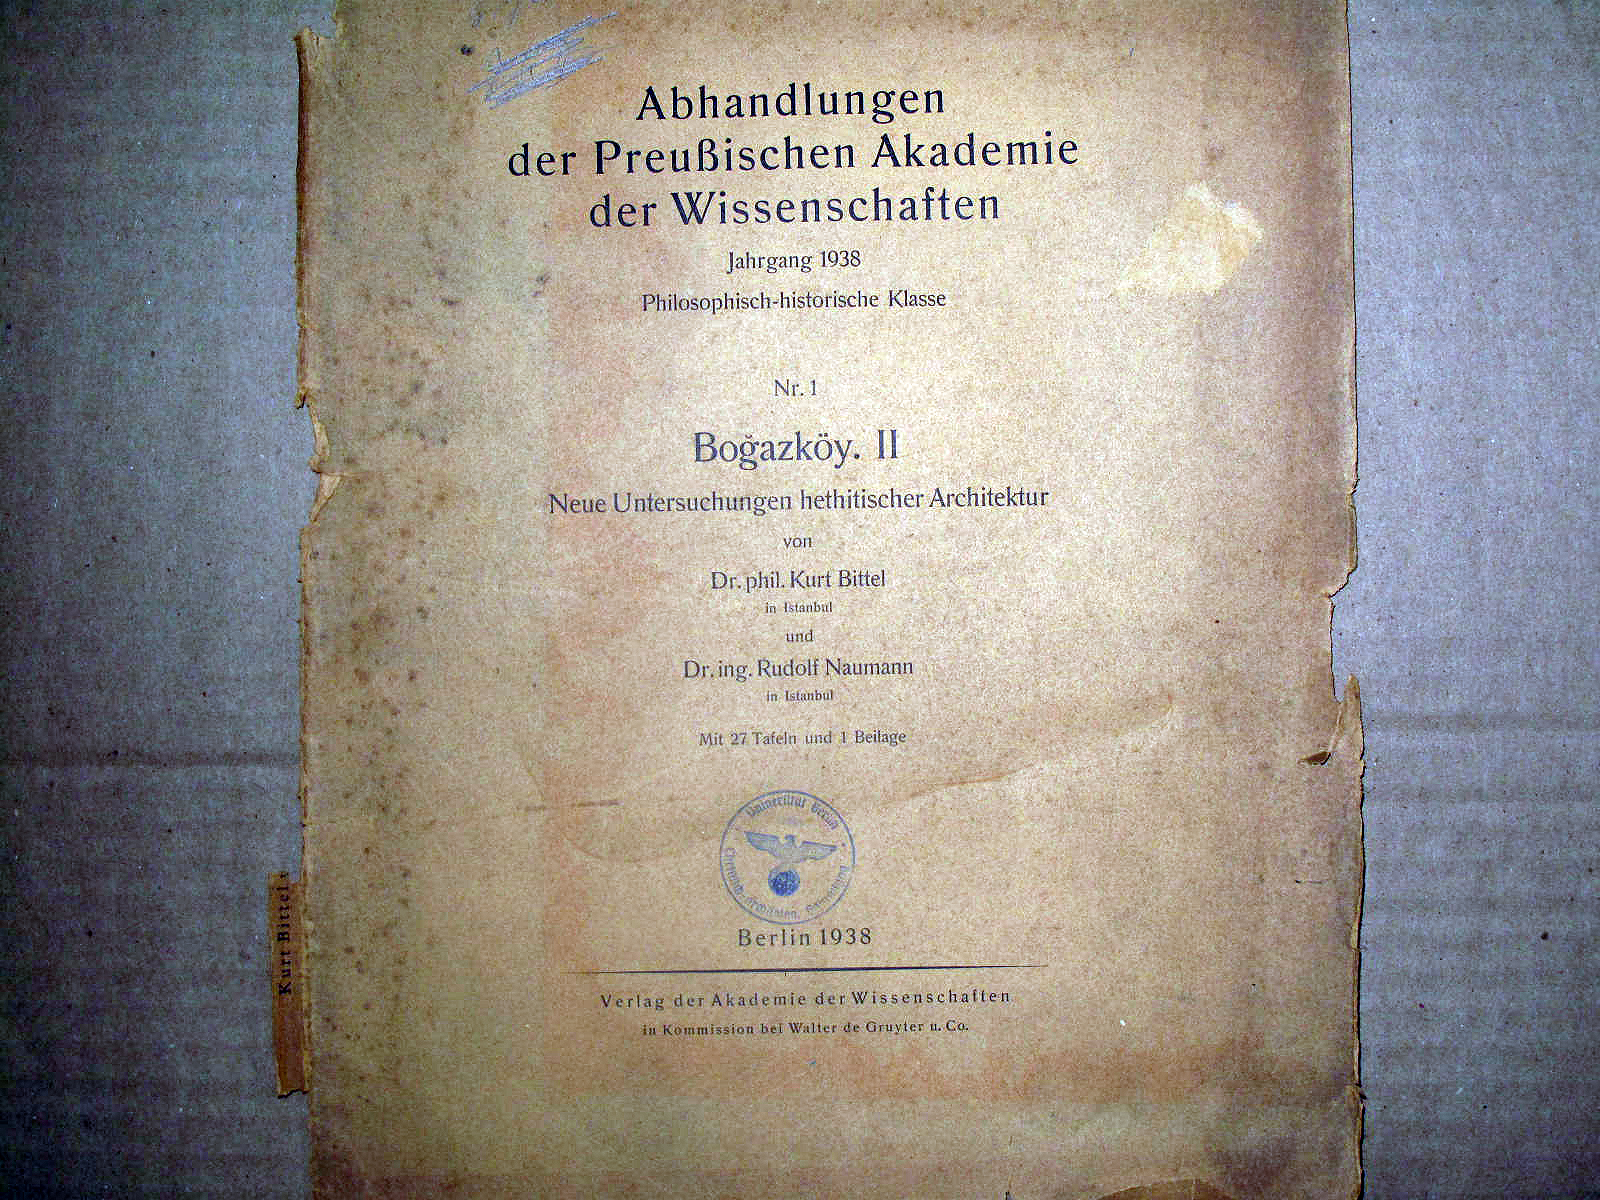 Abhandlungen
der Preußischen Akademie
der Wissenschaften
Jahrgang 1938
Philosophisch-historische Klasse
Nr. 1
Boğazköy. II
Neue Untersuchungen hethitischer Architektur
von
Dr. phil. Kurt Bittel
in Istanbul
und
Dr. ing. Rudolf Naumann
in Istanbul
Mit 27 Tafeln und 1 Beilage
Universität Berlin
Berlin 1938
Verlag der Akademie der Wissenschaften
in Kommission bei Walter de Gruyter u. Co.
Kurt Bittel